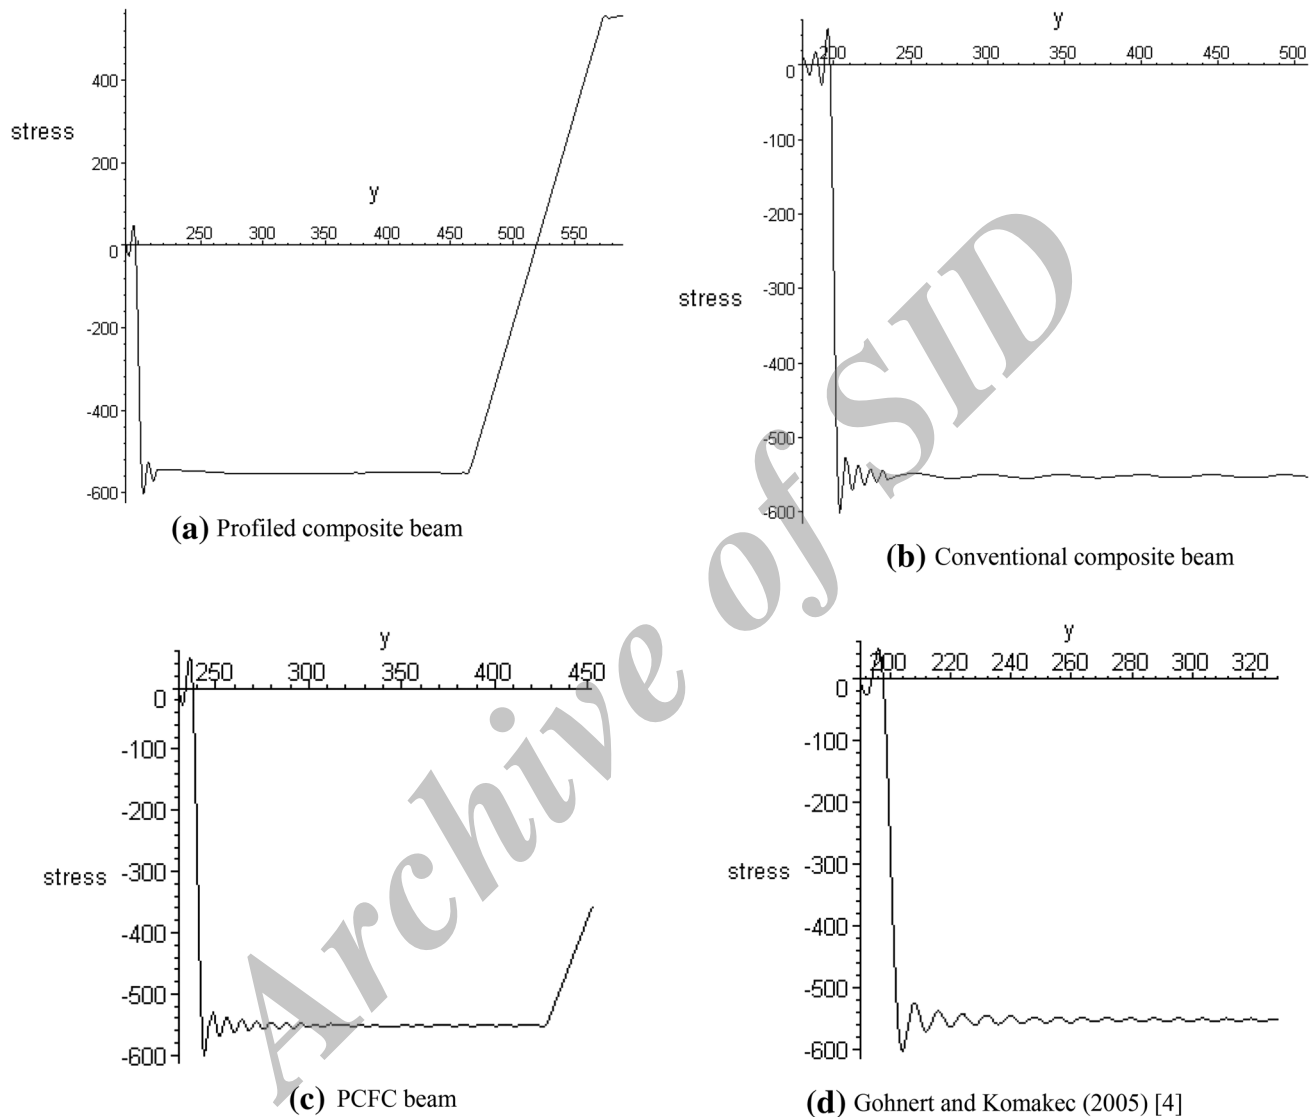 400
stress
200
y
0
250 300 350 400 450 500 550
-200
-400
-600
(a) Profiled composite beam
y
200 250 300 350 400 450 500
0
-100
-200
-300
stress
-400
-500
-600
(b) Conventional composite beam
y
250 300 350 400 450
0
-100
-200
-300
stress
-400
-500
-600
(c) PCFC beam
y
200 220 240 260 280 300 320
0
-100
-200
-300
stress
-400
-500
-600
(d) Gohnert and Komakec (2005) [4]
Archive of SID